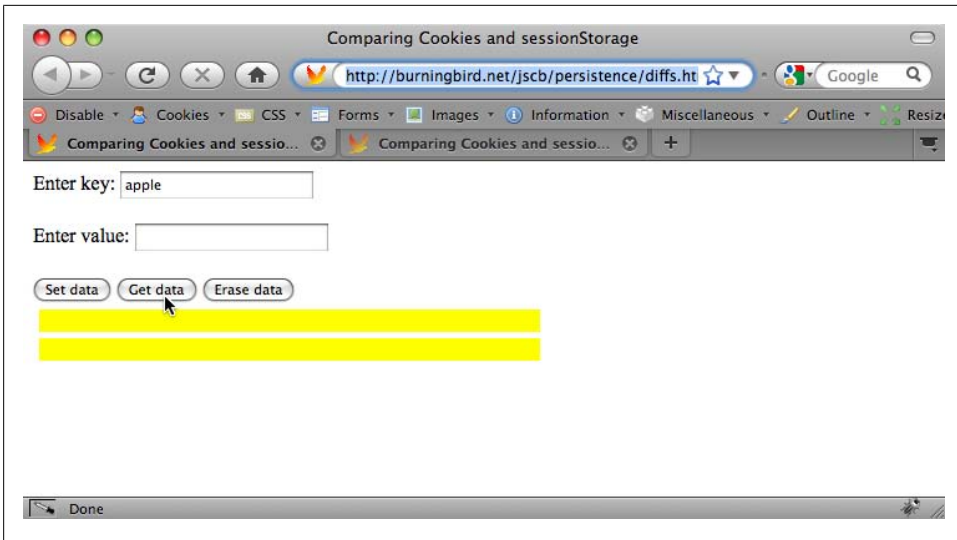 Comparing Cookies and sessionStorage
http://burningbird.net/jscb/persistence/diffs.ht
Google
Disable Cookies CSS Forms Images Information Miscellaneous Outline Resize
Comparing Cookies and sessio... Comparing Cookies and sessio... +
Enter key: apple
Enter value:
Set data Get data Erase data
Done